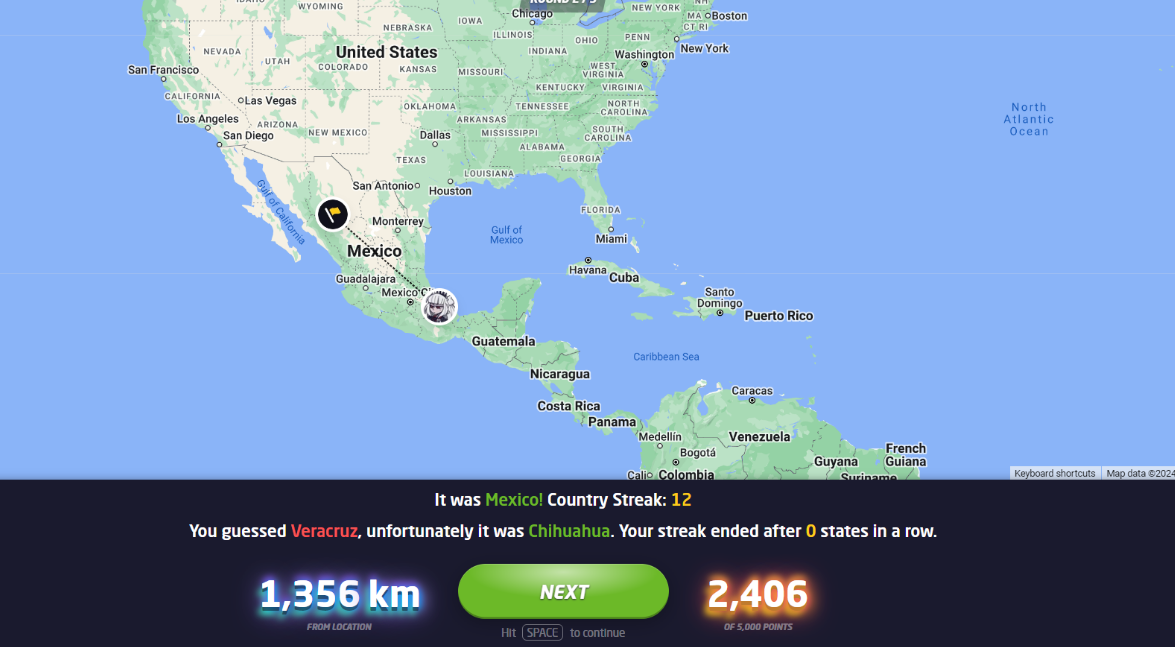 WYOMING
ROUND 2 / 5
Chicago
NEW YORK
NH
MA
Boston
CT RI
IOWA
NEBRASKA
ILLINOIS
OHIO
PENN
New York
NEVADA
UTAH
United States
INDIANA
Washington
San Francisco
COLORADO
KANSAS
MISSOURI
WEST
VIRGINIA
CALIFORNIA
KENTUCKY
VIRGINIA
Las Vegas
OKLAHOMA
TENNESSEE
NORTH
CAROLINA
North
Atlantic
Ocean
Los Angeles
ARIZONA
NEW MEXICO
ARKANSAS
San Diego
Dallas
MISSISSIPPI
SOUTH
CAROLINA
ALABAMA
TEXAS
GEORGIA
LOUISIANA
San Antonio
Houston
Gulf of California
FLORIDA
Monterrey
Gulf of
Mexico
Miami
México
Havana
Cuba
Guadalajara
Mexico City
Santo
Domingo
Puerto Rico
Guatemala
Caribbean Sea
Nicaragua
Caracas
Costa Rica
Panama
Medellín
Venezuela
Bogotá
French
Guiana
Guyana
Cali
Colombia
Suriname
Keyboard shortcuts
Map data ©2024
It was Mexico! Country Streak: 12
You guessed Veracruz, unfortunately it was Chihuahua. Your streak ended after 0 states in a row.
1,356 km
NEXT
2,406
FROM LOCATION
OF 5,000 POINTS
Hit SPACE to continue